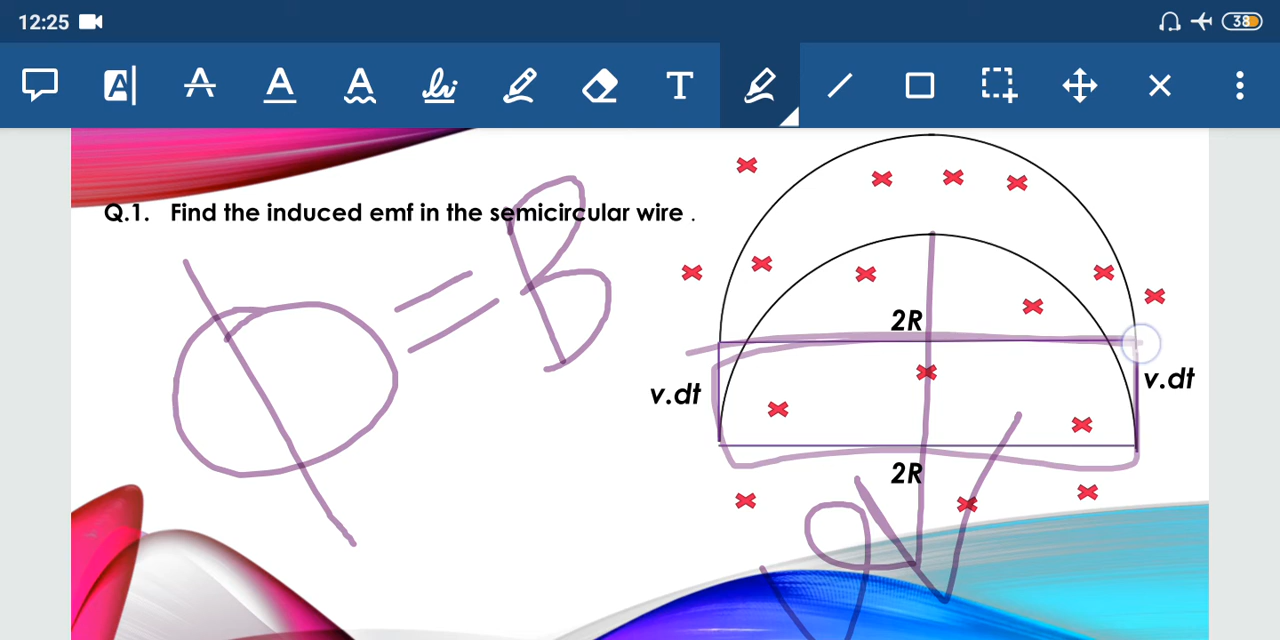 12:25
38
A A A A T
Q.1. Find the induced emf in the semicircular wire .
Φ = B
2R
v.dt
v.dt
2R